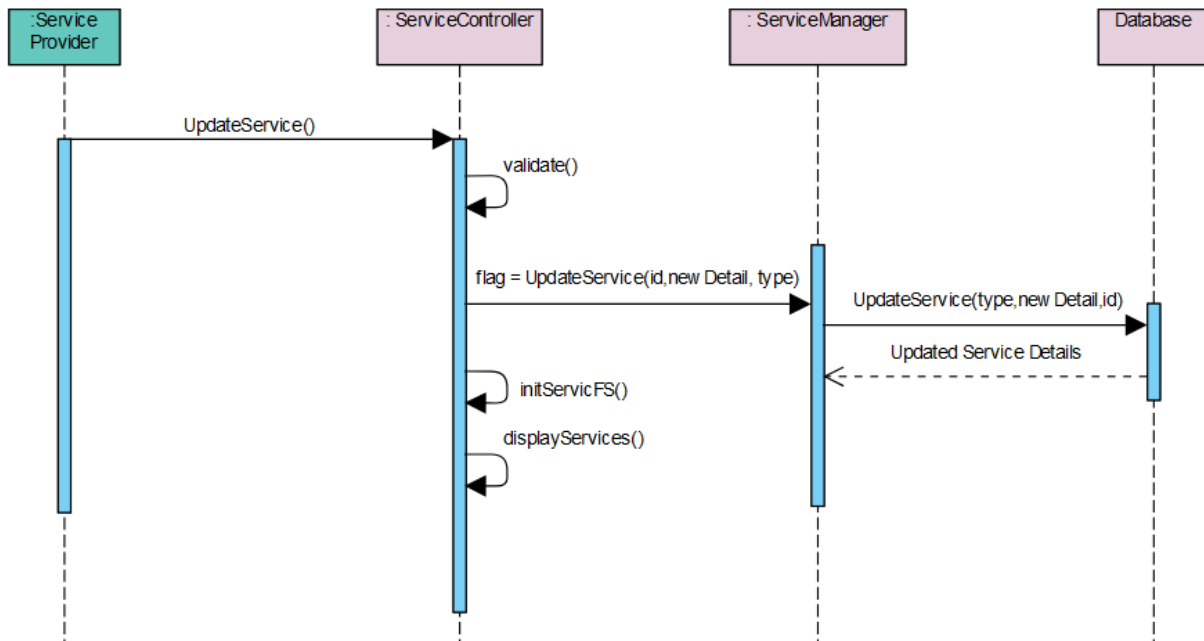 :Service
Provider
: ServiceController
: ServiceManager
Database
UpdateService()
validate()
flag = UpdateService(id,new Detail, type)
UpdateService(type,new Detail,id)
Updated Service Details
initServicFS()
displayServices()